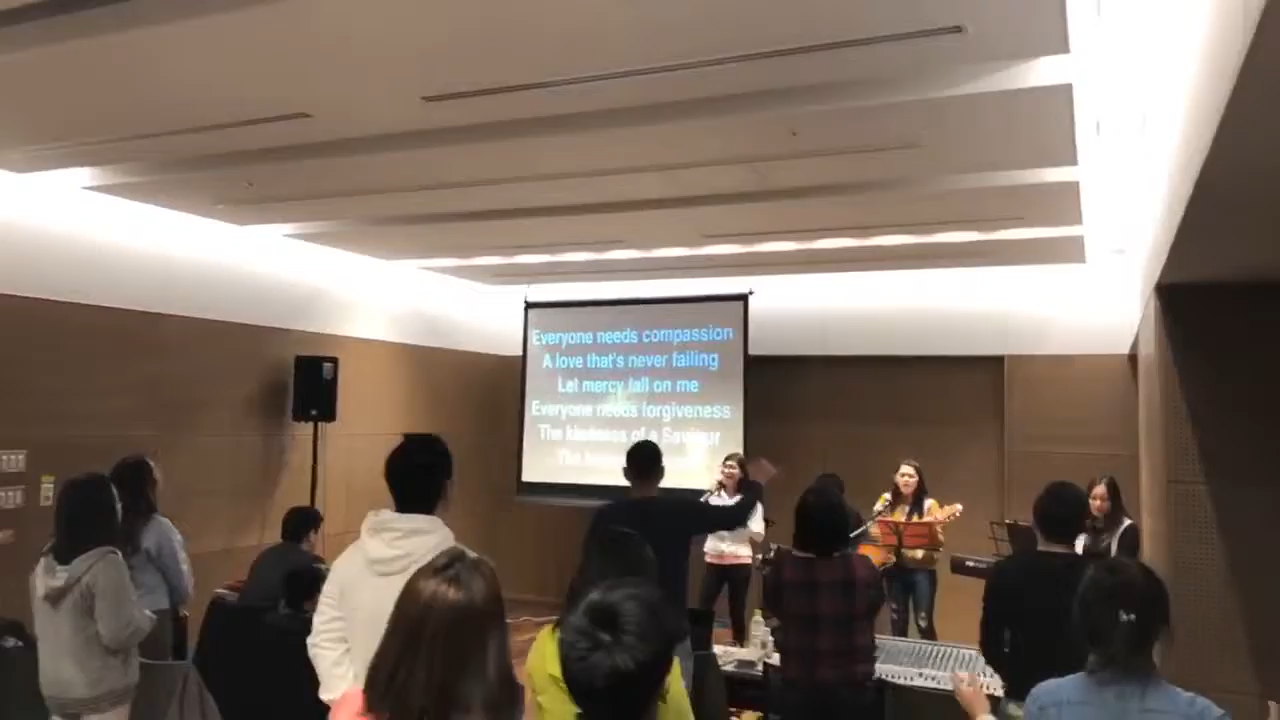 Everyone needs compassion
A love that's never failing
Let mercy fall on me
Everyone needs forgiveness
The kindness of a Saviour
The